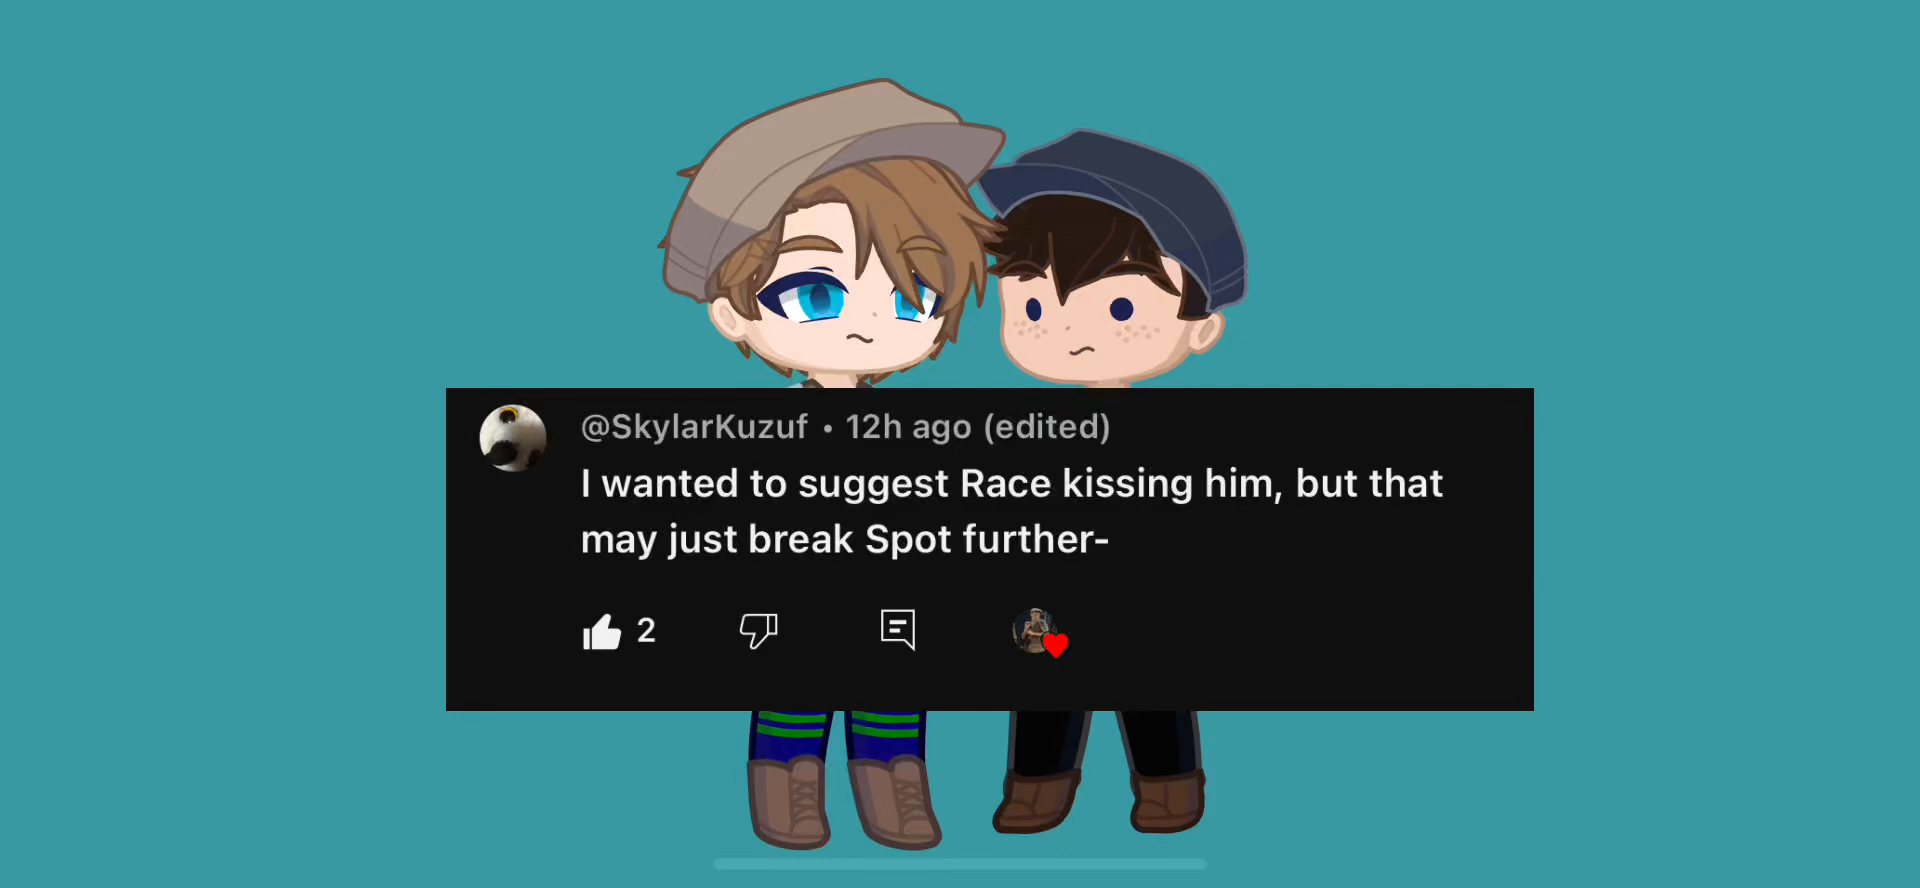 @SkylarKuzuf • 12h ago (edited)
I wanted to suggest Race kissing him, but that
may just break Spot further-
2